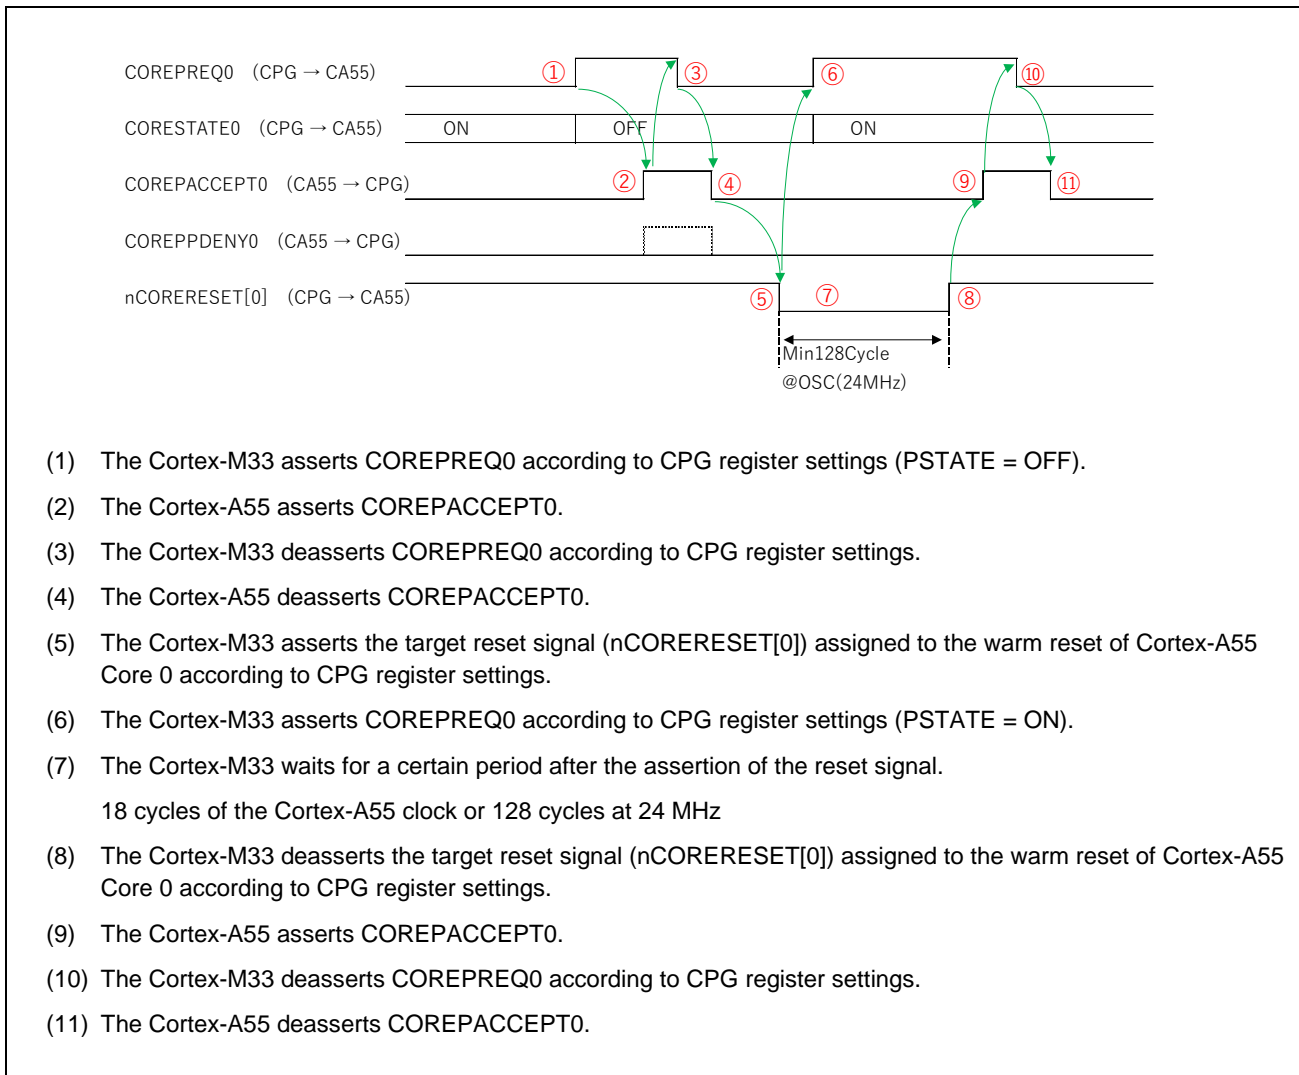 COREPREQ0 (CPG → CA55)
① ③ ⑥ ⑩
CORESTATE0 (CPG → CA55) ON OFF ON
COREPACCEPT0 (CA55 → CPG)
② ④ ⑨ ⑪
COREPPDENY0 (CA55 → CPG)
nCORERESET[0] (CPG → CA55)
⑤ ⑦ ⑧
Min128Cycle
@OSC(24MHz)
(1) The Cortex-M33 asserts COREPREQ0 according to CPG register settings (PSTATE = OFF).
(2) The Cortex-A55 asserts COREPACCEPT0.
(3) The Cortex-M33 deasserts COREPREQ0 according to CPG register settings.
(4) The Cortex-A55 deasserts COREPACCEPT0.
(5) The Cortex-M33 asserts the target reset signal (nCORERESET[0]) assigned to the warm reset of Cortex-A55
Core 0 according to CPG register settings.
(6) The Cortex-M33 asserts COREPREQ0 according to CPG register settings (PSTATE = ON).
(7) The Cortex-M33 waits for a certain period after the assertion of the reset signal.
18 cycles of the Cortex-A55 clock or 128 cycles at 24 MHz
(8) The Cortex-M33 deasserts the target reset signal (nCORERESET[0]) assigned to the warm reset of Cortex-A55
Core 0 according to CPG register settings.
(9) The Cortex-A55 asserts COREPACCEPT0.
(10) The Cortex-M33 deasserts COREPREQ0 according to CPG register settings.
(11) The Cortex-A55 deasserts COREPACCEPT0.